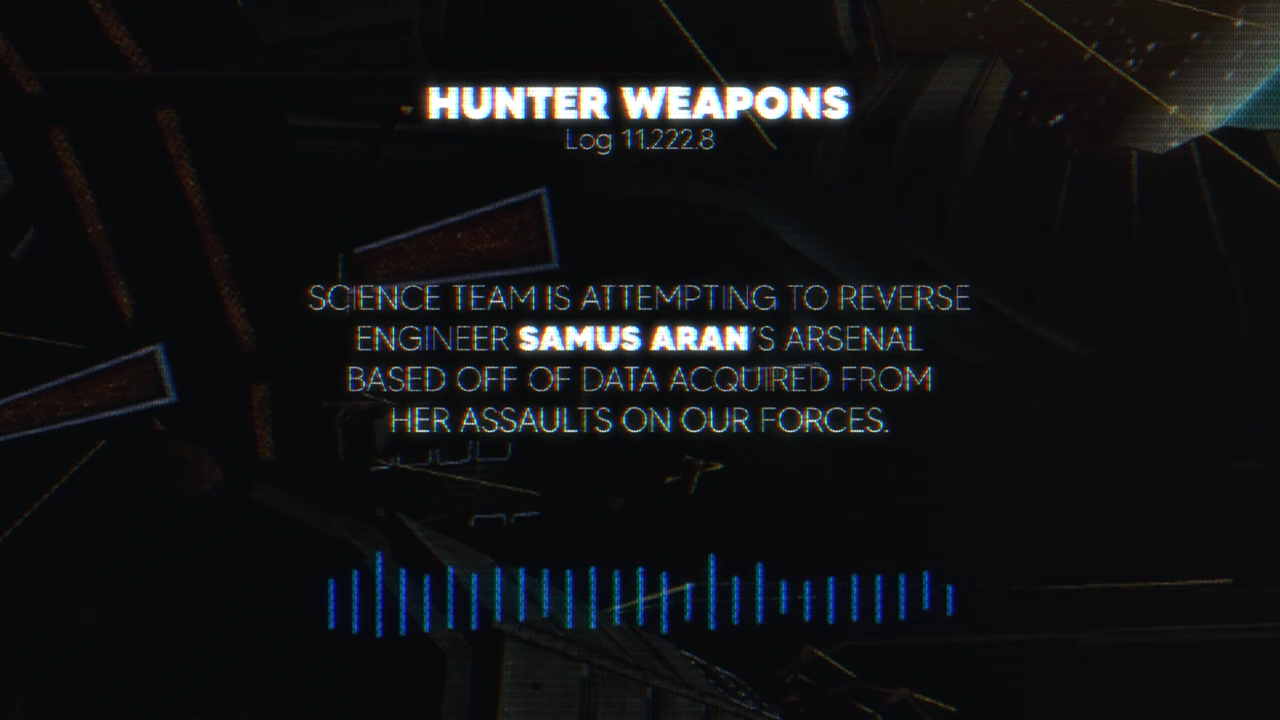 HUNTER WEAPONS
Log 11.222.8
SCIENCE TEAM IS ATTEMPTING TO REVERSE
ENGINEER SAMUS ARAN'S ARSENAL
BASED OFF OF DATA ACQUIRED FROM
HER ASSAULTS ON OUR FORCES.